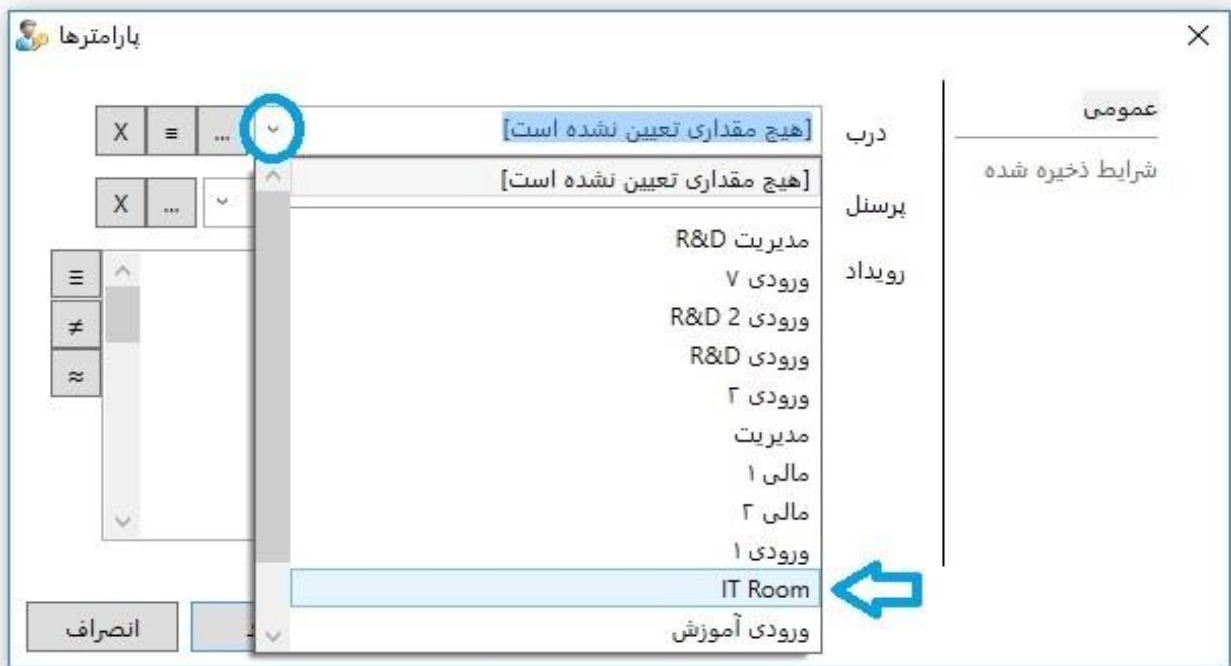 پارامترها
عمومی
شرایط ذخیره شده
درب
[هیچ مقداری تعیین نشده است]
... ≡ X
[هیچ مقداری تعیین نشده است]
پرسنل
... X
مدیریت R&D
رویداد
ورودی ۷
≡
ورودی R&D 2
≠
ورودی R&D
≈
ورودی ۲
مدیریت
مالی ۱
مالی ۲
ورودی ۱
IT Room
ورودی آموزش
انصراف